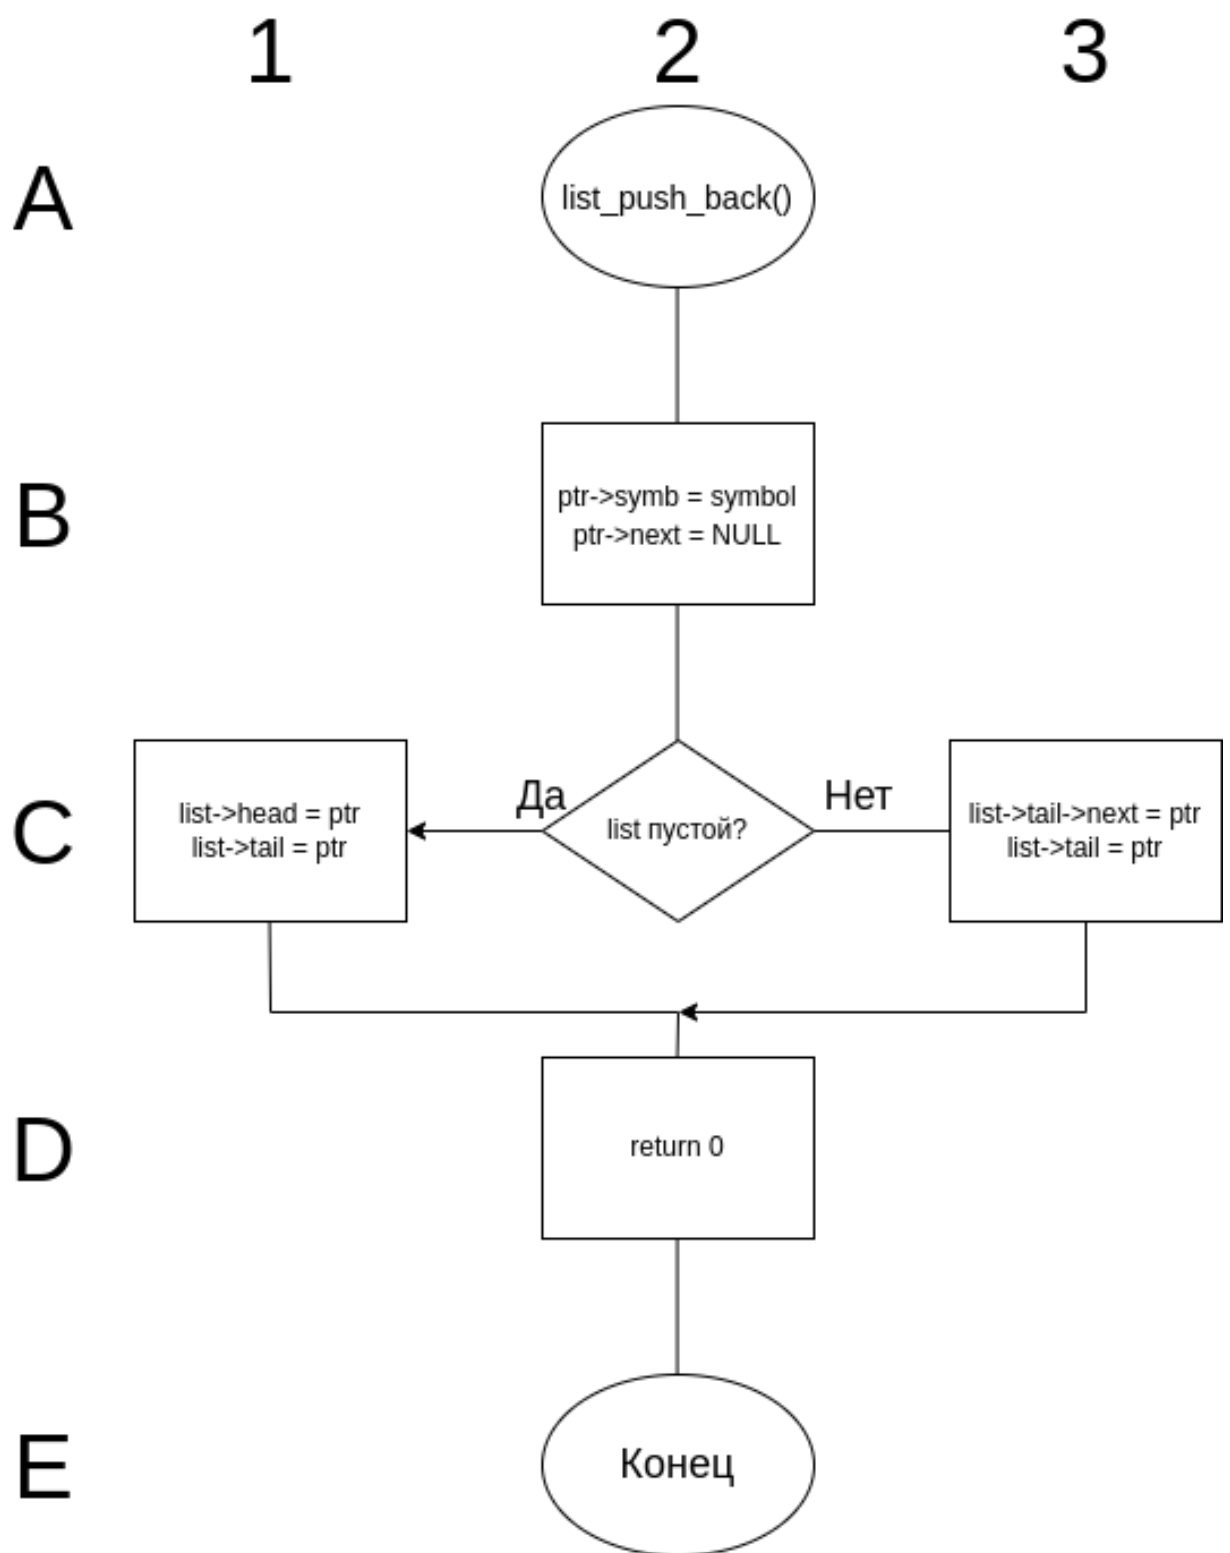 1 2 3
A
list_push_back()
B
ptr->symb = symbol
ptr->next = NULL
C
list->head = ptr
list->tail = ptr
Да
list пустой?
Нет
list->tail->next = ptr
list->tail = ptr
D
return 0
E
Конец